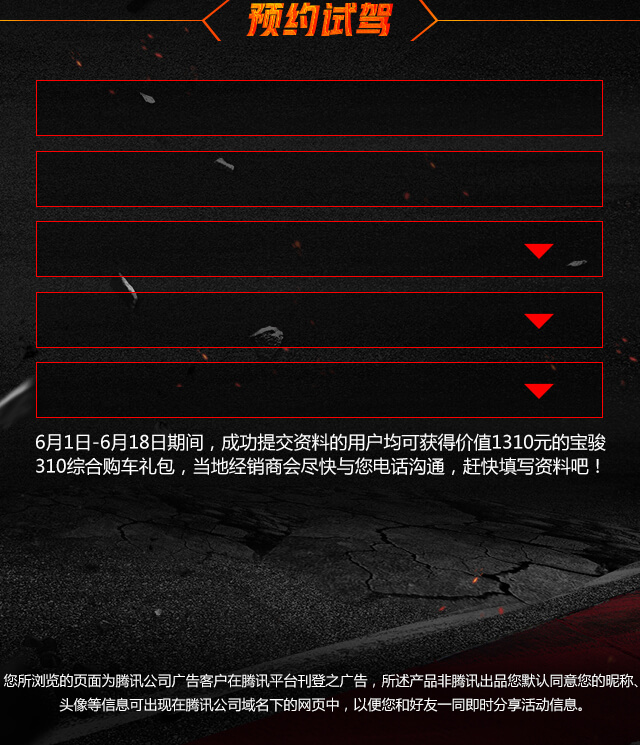 预约试驾
6月1日-6月18日期间，成功提交资料的用户均可获得价值1310元的宝骏
310综合购车礼包，当地经销商会尽快与您电话沟通，赶快填写资料吧！
您所浏览的页面为腾讯公司广告客户在腾讯平台刊登之广告，所述产品非腾讯出品您默认同意您的昵称、
头像等信息可出现在腾讯公司域名下的网页中，以便您和好友一同即时分享活动信息。